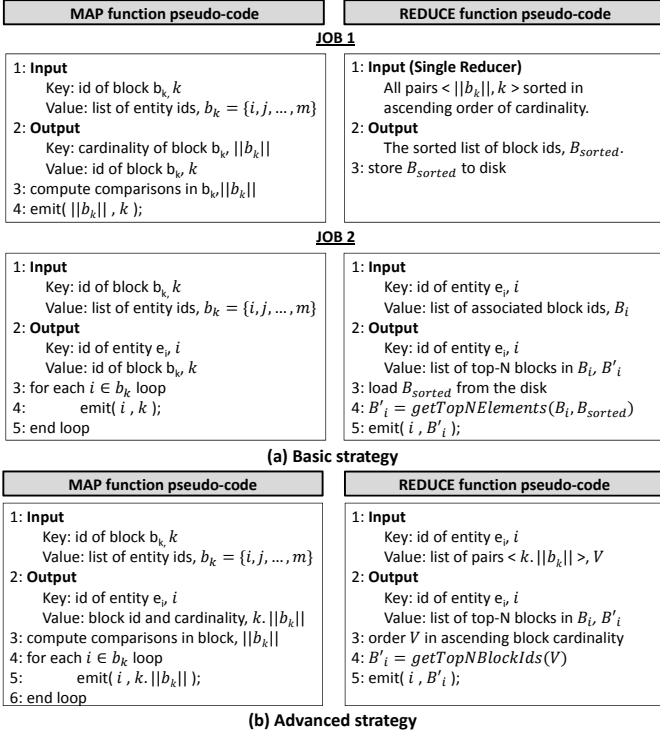 MAP function pseudo-code
REDUCE function pseudo-code
JOB 1
1: Input
Key: id of block b_k, k
Value: list of entity ids, b_k = {i, j, … , m}
2: Output
Key: cardinality of block b_k, ||b_k||
Value: id of block b_k, k
3: compute comparisons in b_k, ||b_k||
4: emit( ||b_k|| , k );
1: Input (Single Reducer)
All pairs < ||b_k||, k > sorted in
ascending order of cardinality.
2: Output
The sorted list of block ids, B_sorted.
3: store B_sorted to disk
JOB 2
1: Input
Key: id of block b_k, k
Value: list of entity ids, b_k = {i, j, … , m}
2: Output
Key: id of entity e_i, i
Value: id of block b_k, k
3: for each i ∈ b_k loop
4: emit( i , k );
5: end loop
1: Input
Key: id of entity e_i, i
Value: list of associated block ids, B_i
2: Output
Key: id of entity e_i, i
Value: list of top-N blocks in B_i, B'_i
3: load B_sorted from the disk
4: B'_i = getTopNElements(B_i, B_sorted)
5: emit( i , B'_i );
(a) Basic strategy
MAP function pseudo-code
REDUCE function pseudo-code
1: Input
Key: id of block b_k, k
Value: list of entity ids, b_k = {i, j, … , m}
2: Output
Key: id of entity e_i, i
Value: block id and cardinality, k. ||b_k||
3: compute comparisons in block, ||b_k||
4: for each i ∈ b_k loop
5: emit( i , k. ||b_k|| );
6: end loop
1: Input
Key: id of entity e_i, i
Value: list of pairs < k. ||b_k|| >, V
2: Output
Key: id of entity e_i, i
Value: list of top-N blocks in B_i, B'_i
3: order V in ascending block cardinality
4: B'_i = getTopNBlockIds(V)
5: emit( i , B'_i );
(b) Advanced strategy